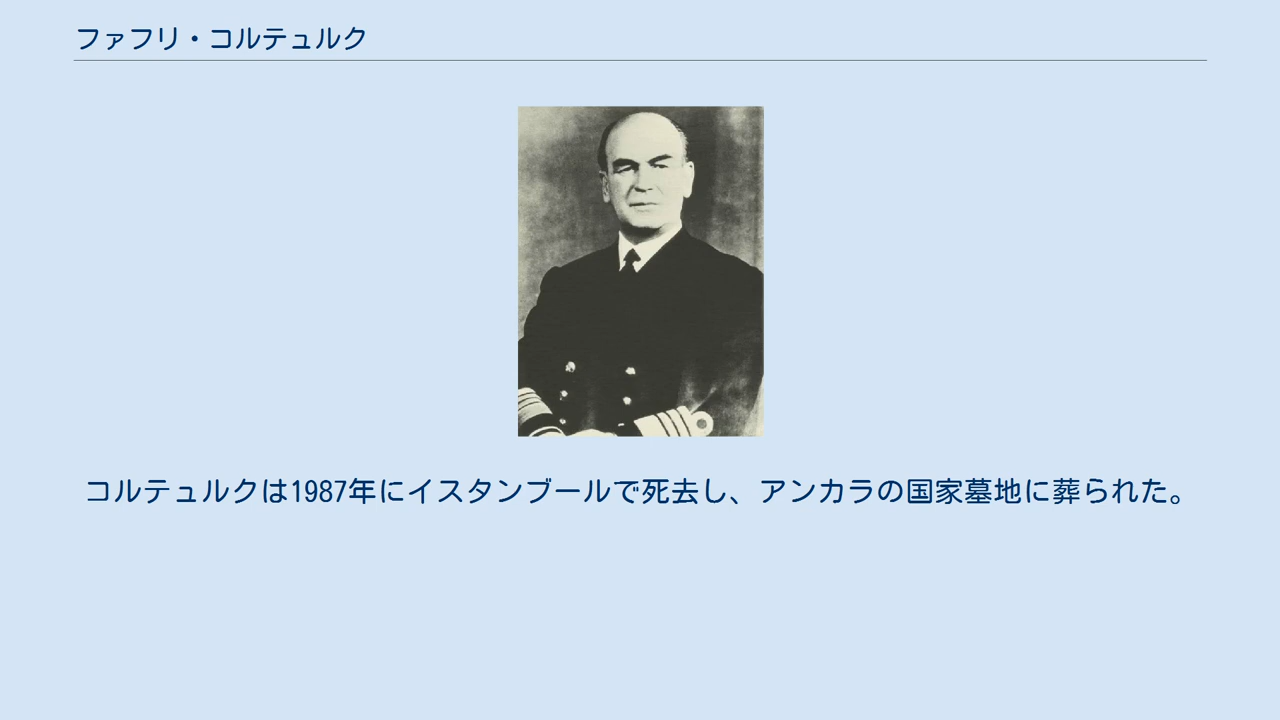 ファフリ・コルテュルク
コルテュルクは1987年にイスタンブールで死去し、アンカラの国家墓地に葬られた。